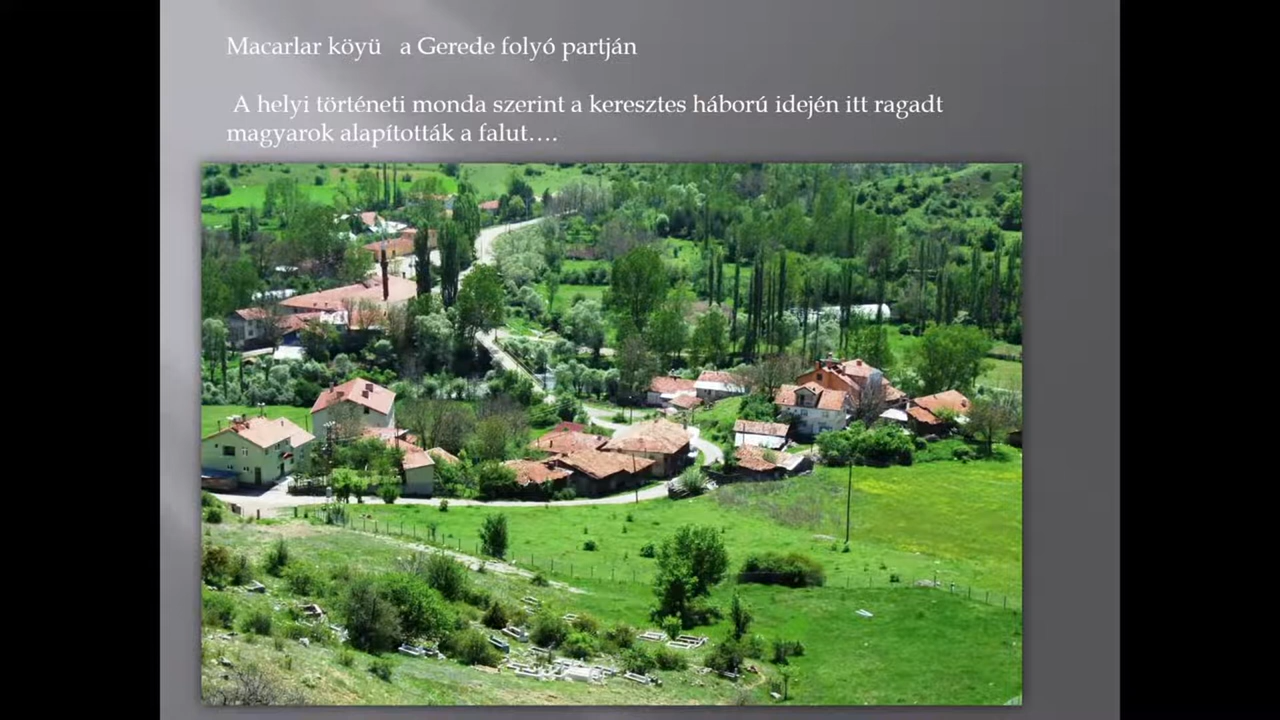 Macarlar köyü a Gerede folyó partján
A helyi történeti monda szerint a keresztes háború idején itt ragadt
magyarok alapították a falut….